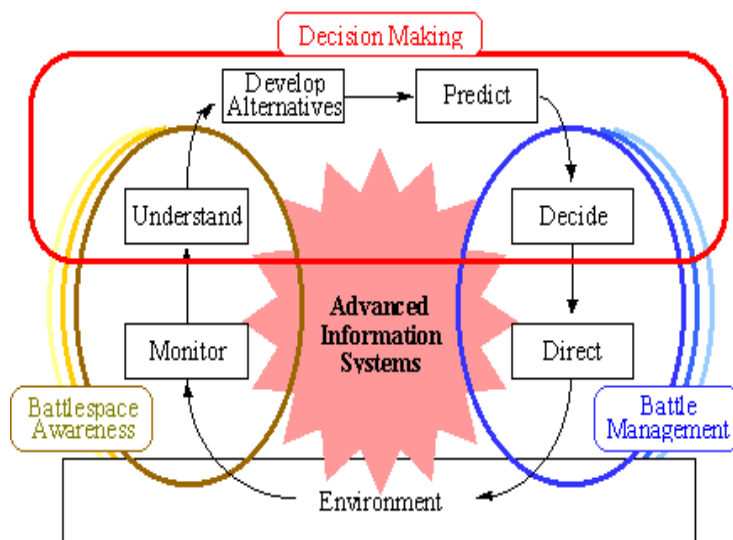 Decision Making
Develop
Alternatives
Predict
Understand
Decide
Advanced
Information
Systems
Monitor
Direct
Battlespace
Awareness
Battle
Management
Environment